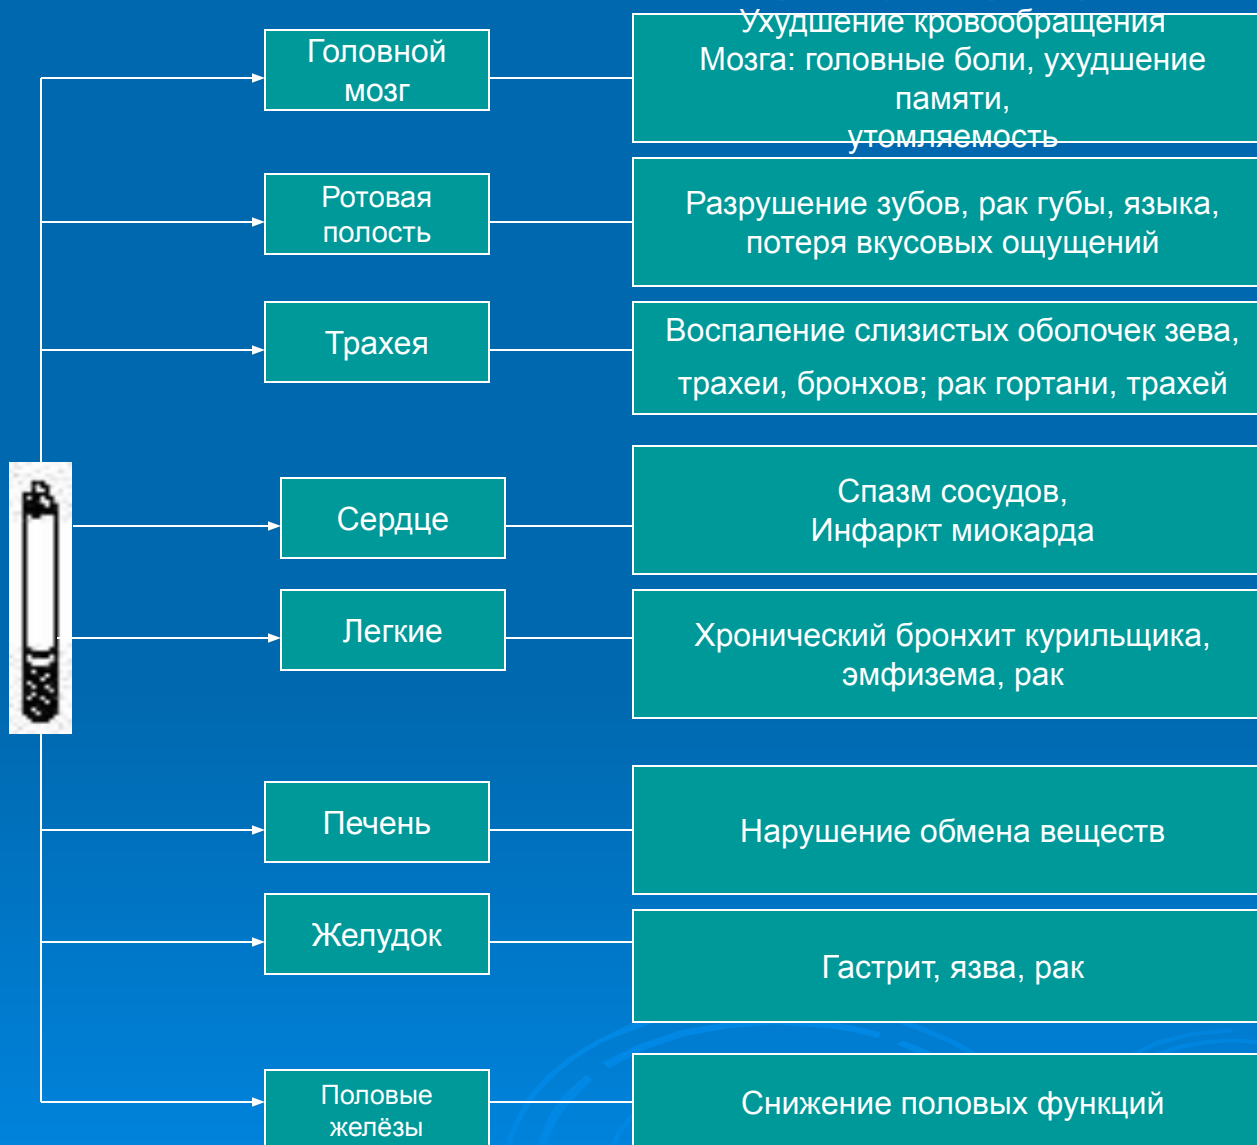 Головной
мозг
Ухудшение кровообращения
Мозга: головные боли, ухудшение
памяти,
утомляемость
Ротовая
полость
Разрушение зубов, рак губы, языка,
потеря вкусовых ощущений
Трахея
Воспаление слизистых оболочек зева,
трахеи, бронхов; рак гортани, трахей
Сердце
Спазм сосудов,
Инфаркт миокарда
Легкие
Хронический бронхит курильщика,
эмфизема, рак
Печень
Нарушение обмена веществ
Желудок
Гастрит, язва, рак
Половые
желёзы
Снижение половых функций